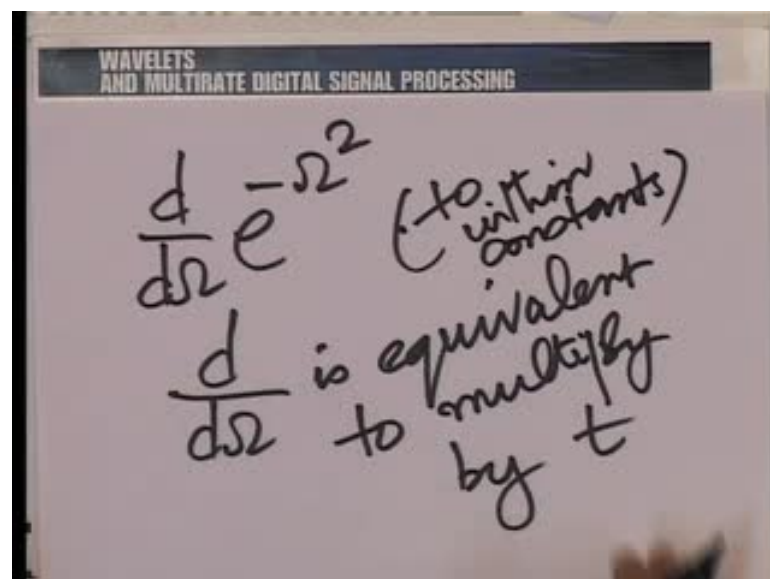 WAVELETS
AND MULTIRATE DIGITAL SIGNAL PROCESSING
d/dΩ e^-Ω² (to within constants)
d/dΩ is equivalent
to multiply
by t